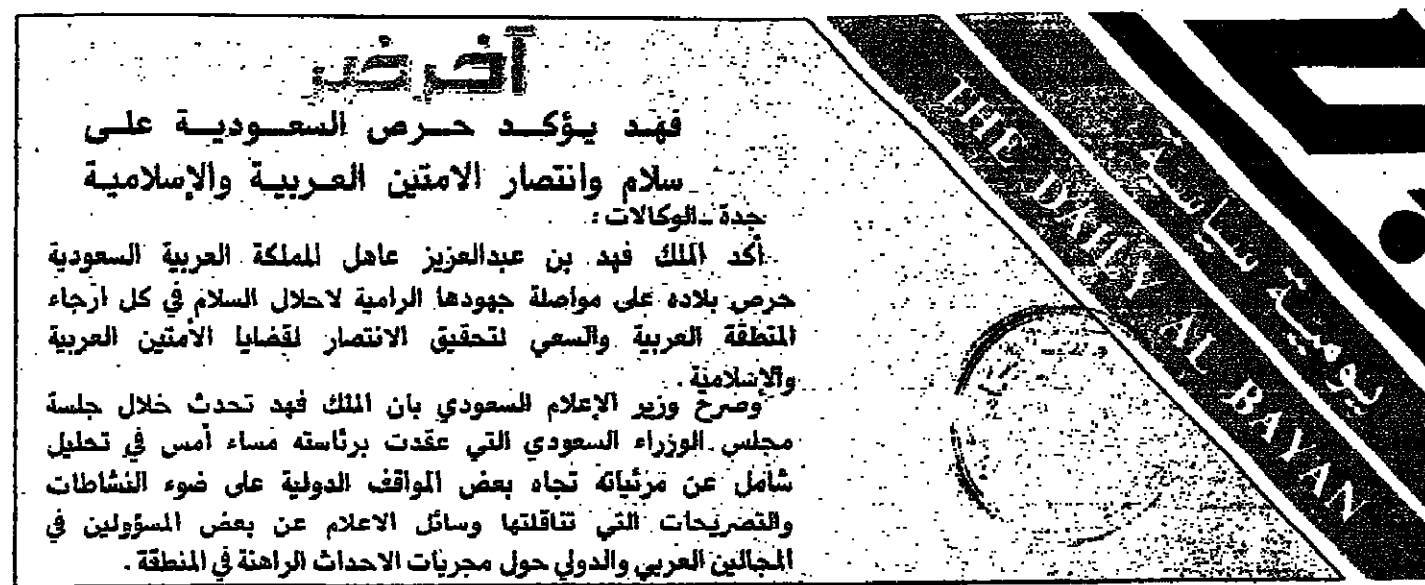 آخر خبر
فهد يؤكد حرص السعودية على
سلام وانتصار الامتين العربية والإسلامية
جدة ـ الوكالات :
أكد الملك فهد بن عبدالعزيز عاهل المملكة العربية السعودية
حرص بلاده على مواصلة جهودها الرامية لاحلال السلام في كل ارجاء
المنطقة العربية والسعي لتحقيق الانتصار لقضايا الأمتين العربية
والإسلامية .
وصرح وزير الإعلام السعودي بان الملك فهد تحدث خلال جلسة
مجلس الوزراء السعودي التي عقدت برئاسته مساء أمس في تحليل
شامل عن مرئياته تجاه بعض المواقف الدولية على ضوء النشاطات
والتصريحات التي تناقلتها وسائل الاعلام عن بعض المسؤولين في
المجالين العربي والدولي حول مجريات الاحداث الراهنة في المنطقة .
THE DAILY AL BAYAN
يومية سياسية